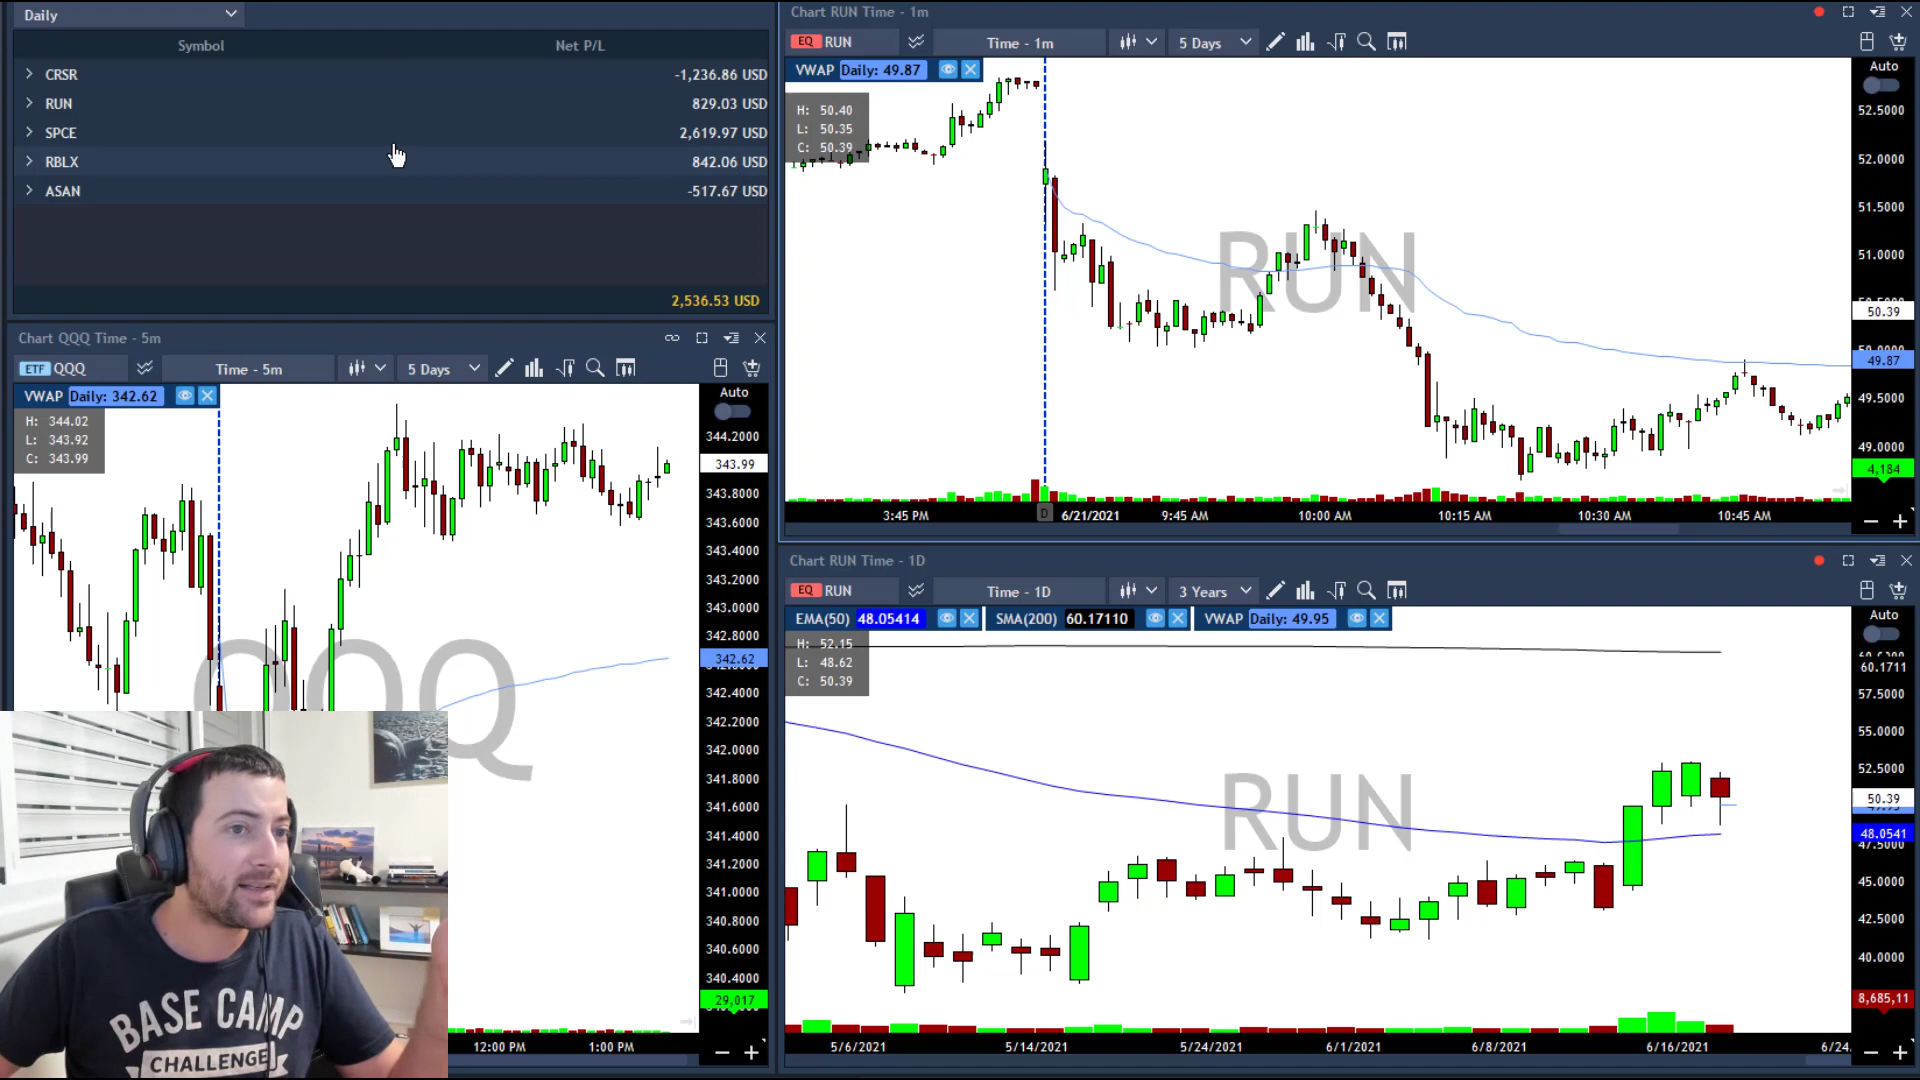 Daily
Symbol Net P/L
CRSR -1,236.86 USD
RUN 829.03 USD
SPCE 2,619.97 USD
RBLX 842.06 USD
ASAN -517.67 USD
2,536.53 USD
Chart QQQ Time - 5m
ETF QQQ Time - 5m 5 Days
VWAP Daily: 342.62
H: 344.02
L: 343.92
C: 343.99
QQQ
Auto
344.2000
343.99
343.8000
343.6000
343.4000
343.2000
343.0000
342.8000
342.62
342.4000
342.2000
342.0000
341.8000
341.6000
341.4000
341.2000
341.0000
340.8000
340.6000
340.4000
29,017
12:00 PM 1:00 PM
BASE CAMP
CHALLENGE
Chart RUN Time - 1m
EQ RUN Time - 1m 5 Days
VWAP Daily: 49.87
H: 50.40
L: 50.35
C: 50.39
RUN
Auto
52.5000
52.0000
51.5000
51.0000
50.39
49.87
49.5000
49.0000
4,184
3:45 PM D 6/21/2021 9:45 AM 10:00 AM 10:15 AM 10:30 AM 10:45 AM
Chart RUN Time - 1D
EQ RUN Time - 1D 3 Years
EMA(50) 48.05414 SMA(200) 60.17110 VWAP Daily: 49.95
H: 52.15
L: 48.62
C: 50.39
RUN
Auto
60.1711
57.5000
55.0000
52.5000
50.39
48.0541
47.5000
45.0000
42.5000
40.0000
8,685,11
5/6/2021 5/14/2021 5/24/2021 6/1/2021 6/8/2021 6/16/2021 6/24